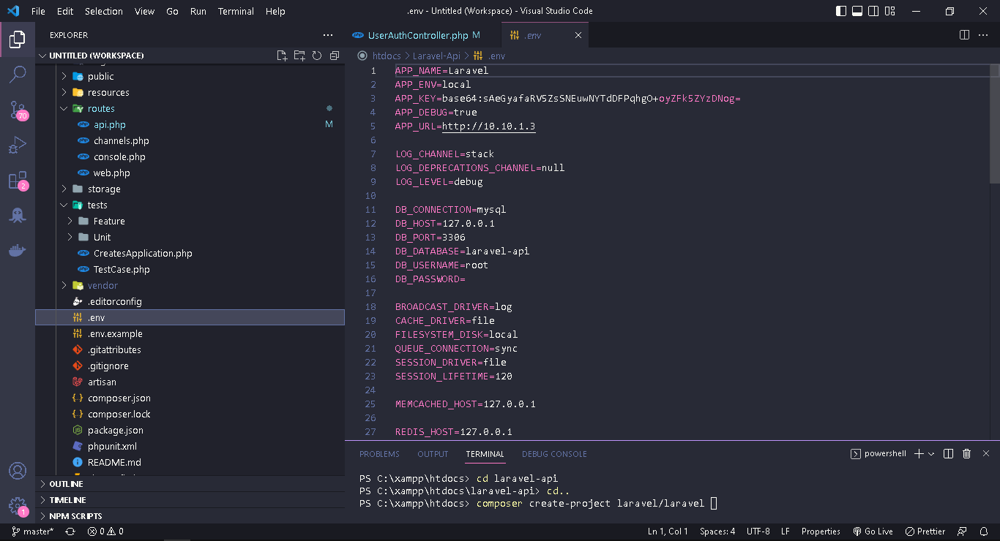 File Edit Selection View Go Run Terminal Help
.env - Untitled (Workspace) - Visual Studio Code
EXPLORER
UNTITLED (WORKSPACE)
public
resources
routes
api.php M
channels.php
console.php
web.php
storage
tests
Feature
Unit
CreatesApplication.php
TestCase.php
vendor
.editorconfig
.env
.env.example
.gitattributes
.gitignore
artisan
composer.json
composer.lock
package.json
phpunit.xml
README.md
OUTLINE
TIMELINE
NPM SCRIPTS
70
2
1
UserAuthController.php M
.env
htdocs > Laravel-Api > .env
1 APP_NAME=Laravel
2 APP_ENV=local
3 APP_KEY=base64:sAeGyafaRV5ZsSNEuwNYTdDFPqhgO+oyZFk5ZYzDNog=
4 APP_DEBUG=true
5 APP_URL=http://10.10.1.3
6
7 LOG_CHANNEL=stack
8 LOG_DEPRECATIONS_CHANNEL=null
9 LOG_LEVEL=debug
10
11 DB_CONNECTION=mysql
12 DB_HOST=127.0.0.1
13 DB_PORT=3306
14 DB_DATABASE=laravel-api
15 DB_USERNAME=root
16 DB_PASSWORD=
17
18 BROADCAST_DRIVER=log
19 CACHE_DRIVER=file
20 FILESYSTEM_DISK=local
21 QUEUE_CONNECTION=sync
22 SESSION_DRIVER=file
23 SESSION_LIFETIME=120
24
25 MEMCACHED_HOST=127.0.0.1
26
27 REDIS_HOST=127.0.0.1
PROBLEMS OUTPUT TERMINAL DEBUG CONSOLE
powershell
PS C:\xampp\htdocs> cd laravel-api
PS C:\xampp\htdocs\laravel-api> cd..
PS C:\xampp\htdocs> composer create-project laravel/laravel
master* 0 0
Ln 1, Col 1 Spaces: 4 UTF-8 LF Properties Go Live Prettier